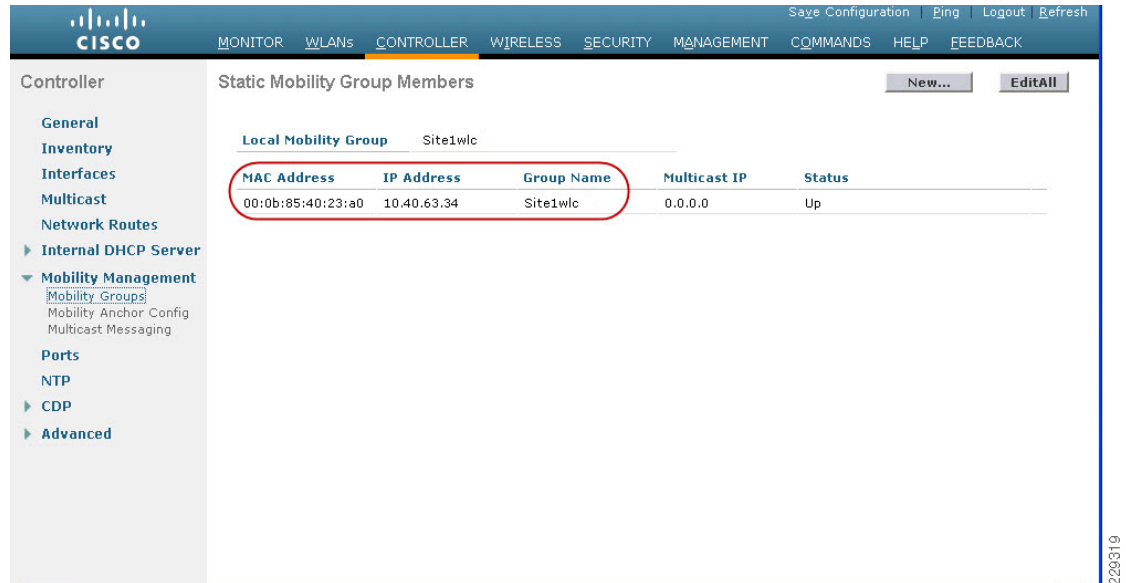 Save Configuration | Ping | Logout | Refresh
CISCO
MONITOR WLANs CONTROLLER WIRELESS SECURITY MANAGEMENT COMMANDS HELP FEEDBACK
Controller
General
Inventory
Interfaces
Multicast
Network Routes
Internal DHCP Server
Mobility Management
Mobility Groups
Mobility Anchor Config
Multicast Messaging
Ports
NTP
CDP
Advanced
Static Mobility Group Members
New...
EditAll
Local Mobility Group Site1wlc
MAC Address IP Address Group Name Multicast IP Status
00:0b:85:40:23:a0 10.40.63.34 Site1wlc 0.0.0.0 Up
229319